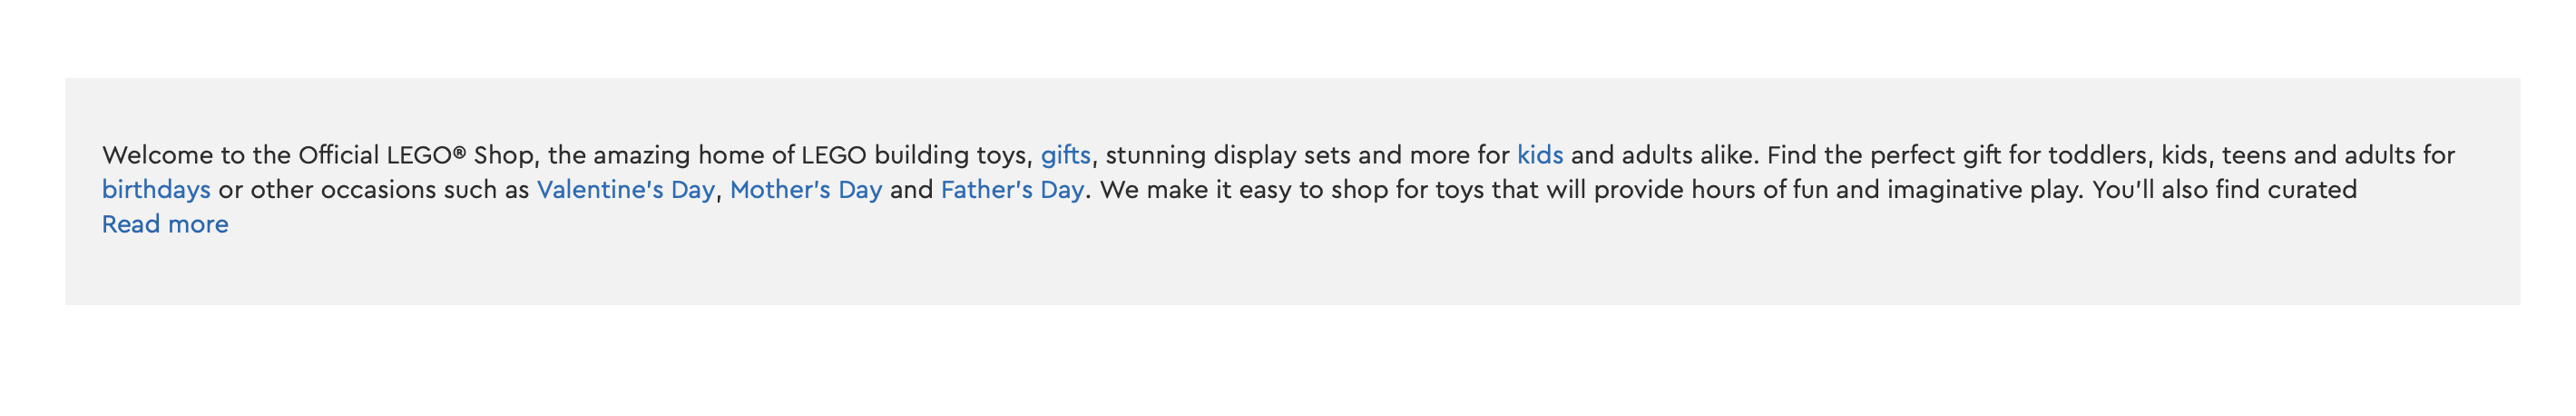 Welcome to the Official LEGO® Shop, the amazing home of LEGO building toys, gifts, stunning display sets and more for kids and adults alike. Find the perfect gift for toddlers, kids, teens and adults for
birthdays or other occasions such as Valentine's Day, Mother's Day and Father's Day. We make it easy to shop for toys that will provide hours of fun and imaginative play. You'll also find curated
Read more